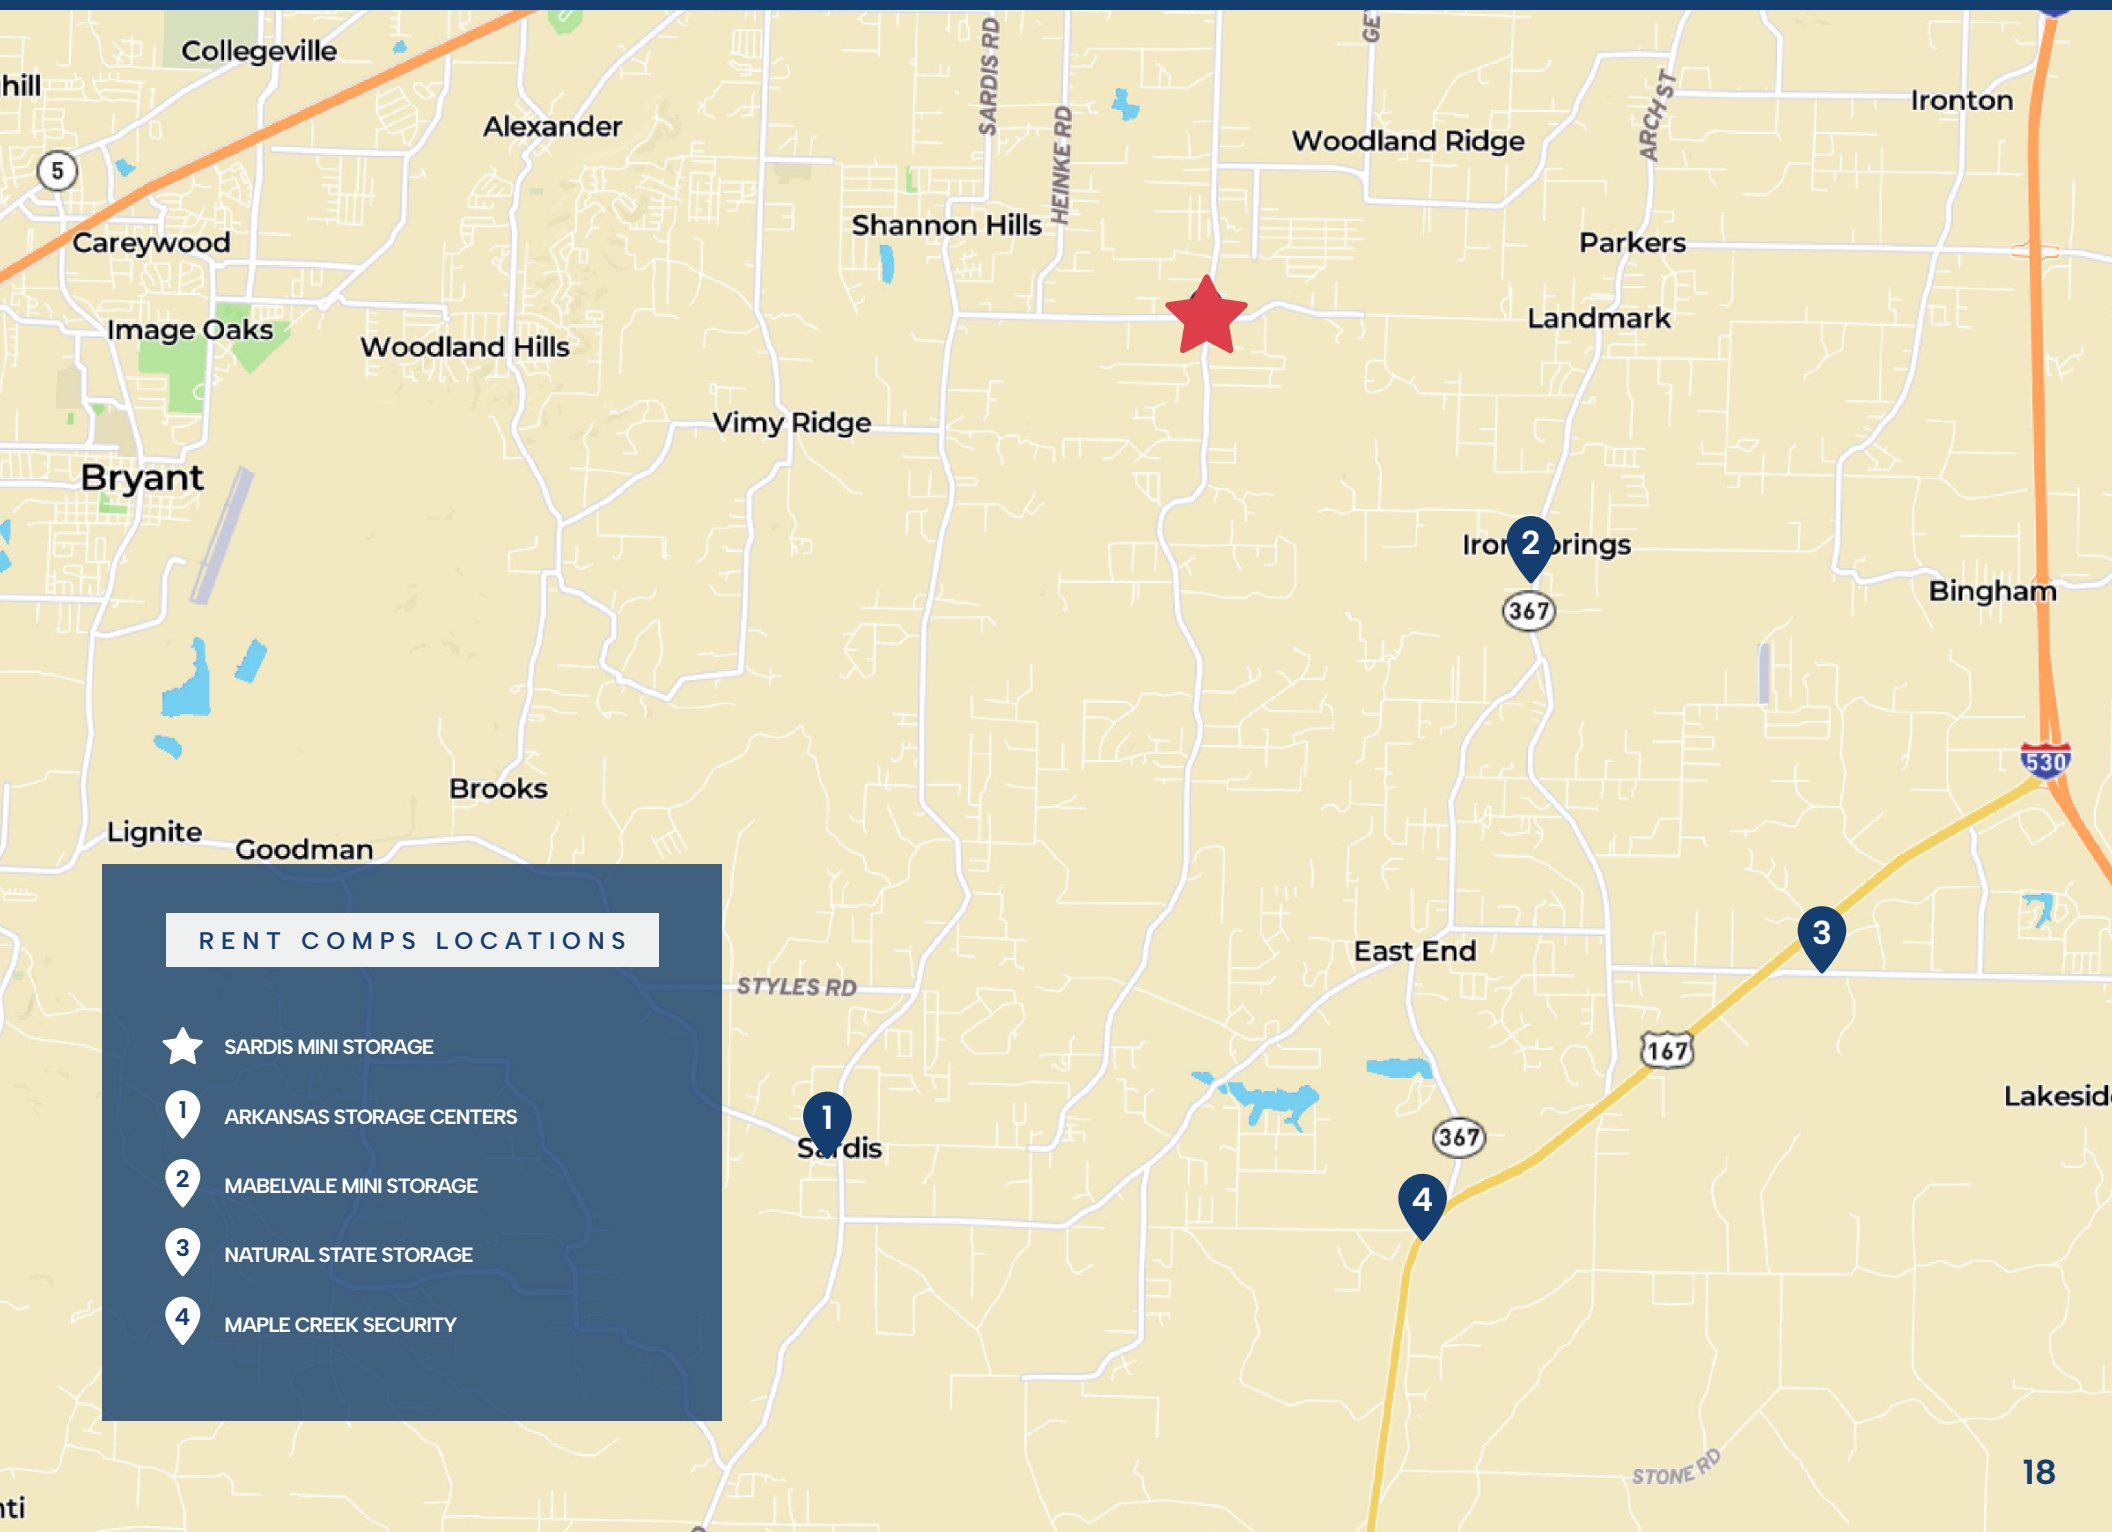 Collegeville
hill
SARDIS RD
GE
ARCH ST
Ironton
Alexander
HEINKE RD
Woodland Ridge
5
Careywood
Shannon Hills
Parkers
Image Oaks
Woodland Hills
Landmark
Vimy Ridge
Bryant
2
367
Bingham
530
Brooks
Lignite
Goodman
3
East End
STYLES RD
167
Lakesid
1
367
4
RENT COMPS LOCATIONS
SARDIS MINI STORAGE
1 ARKANSAS STORAGE CENTERS
2 MABELVALE MINI STORAGE
3 NATURAL STATE STORAGE
4 MAPLE CREEK SECURITY
STONE RD
18
nti